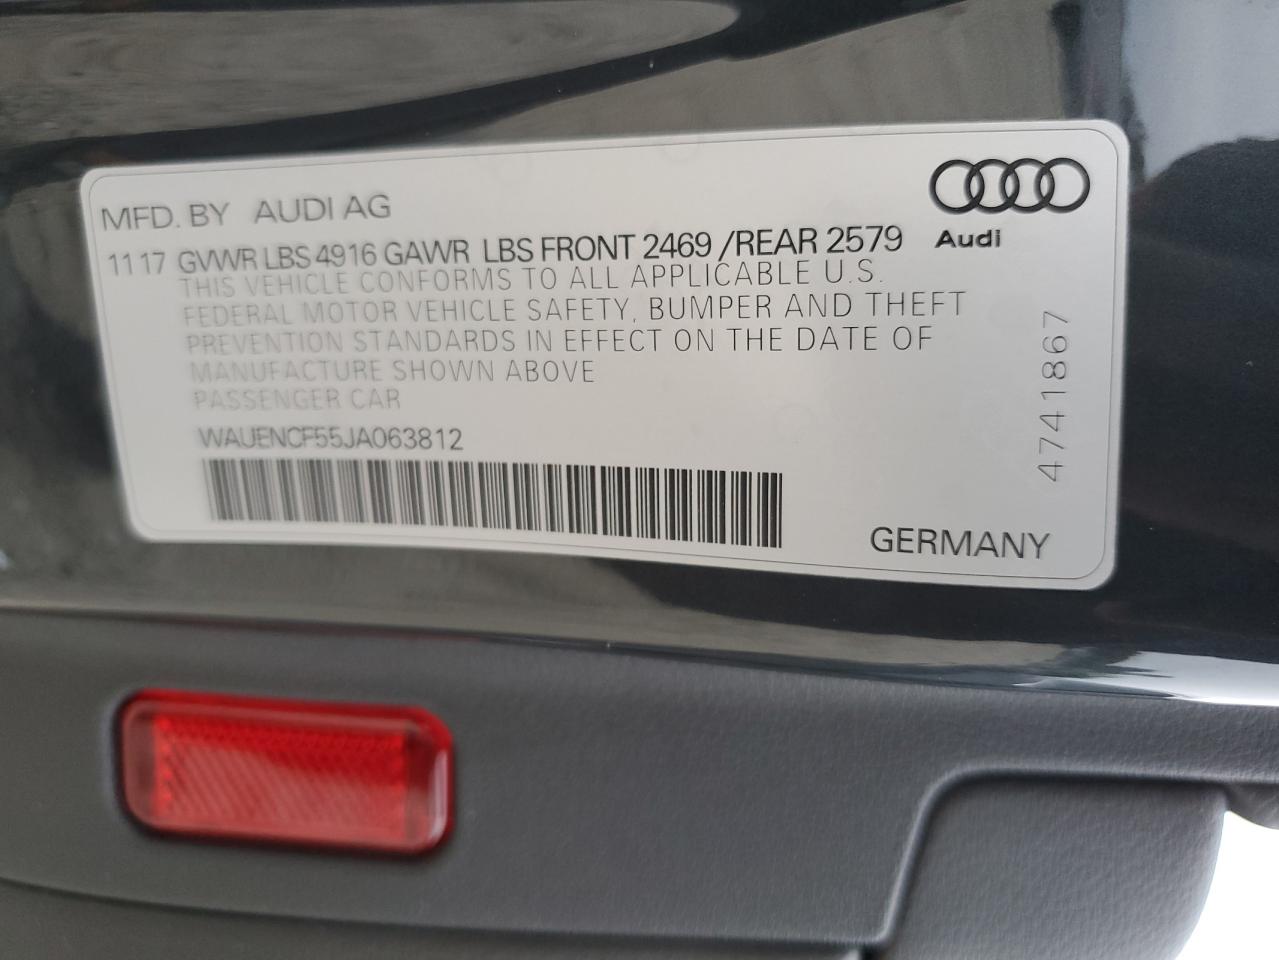 MFD. BY AUDI AG
Audi
11 17 GVWR LBS 4916 GAWR LBS FRONT 2469 /REAR 2579
THIS VEHICLE CONFORMS TO ALL APPLICABLE U.S.
FEDERAL MOTOR VEHICLE SAFETY, BUMPER AND THEFT
PREVENTION STANDARDS IN EFFECT ON THE DATE OF
MANUFACTURE SHOWN ABOVE
PASSENGER CAR
WAUENCF55JA063812
4741867
GERMANY